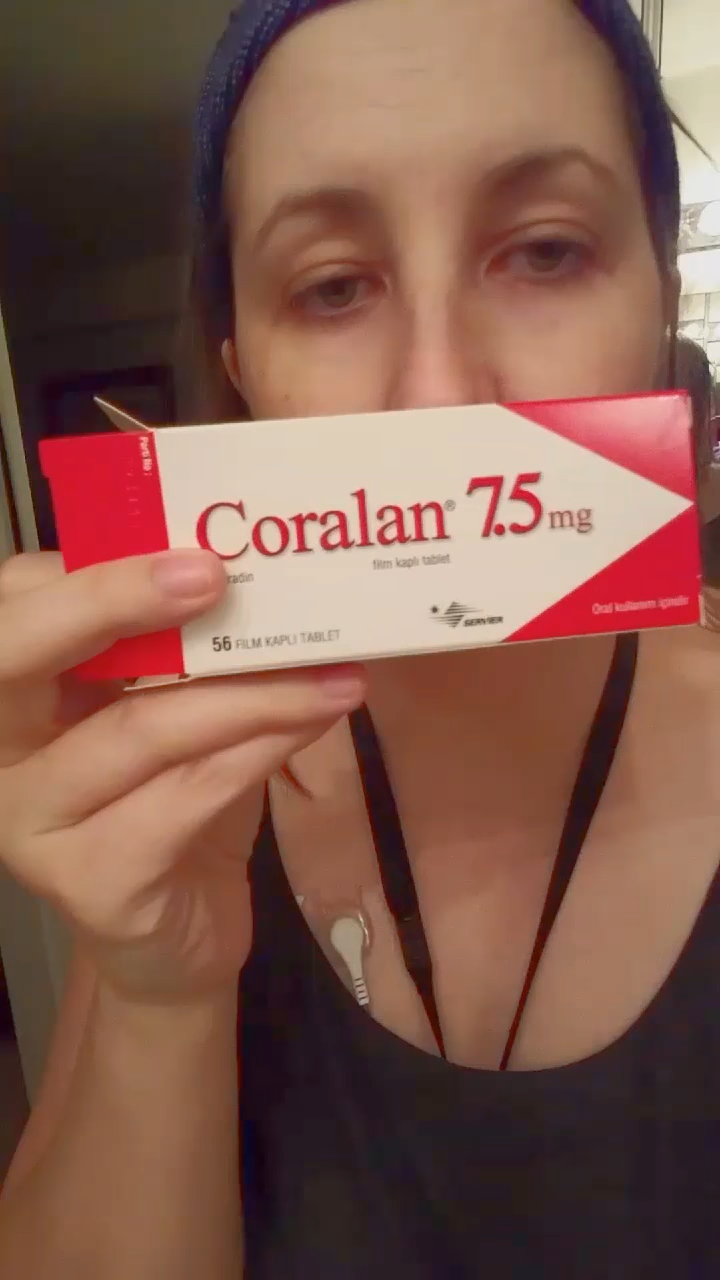 Parti No :
Coralan® 7.5 mg
film kaplı tablet
56 FILM KAPLI TABLET
SERVIER
Oral kullanım içindir